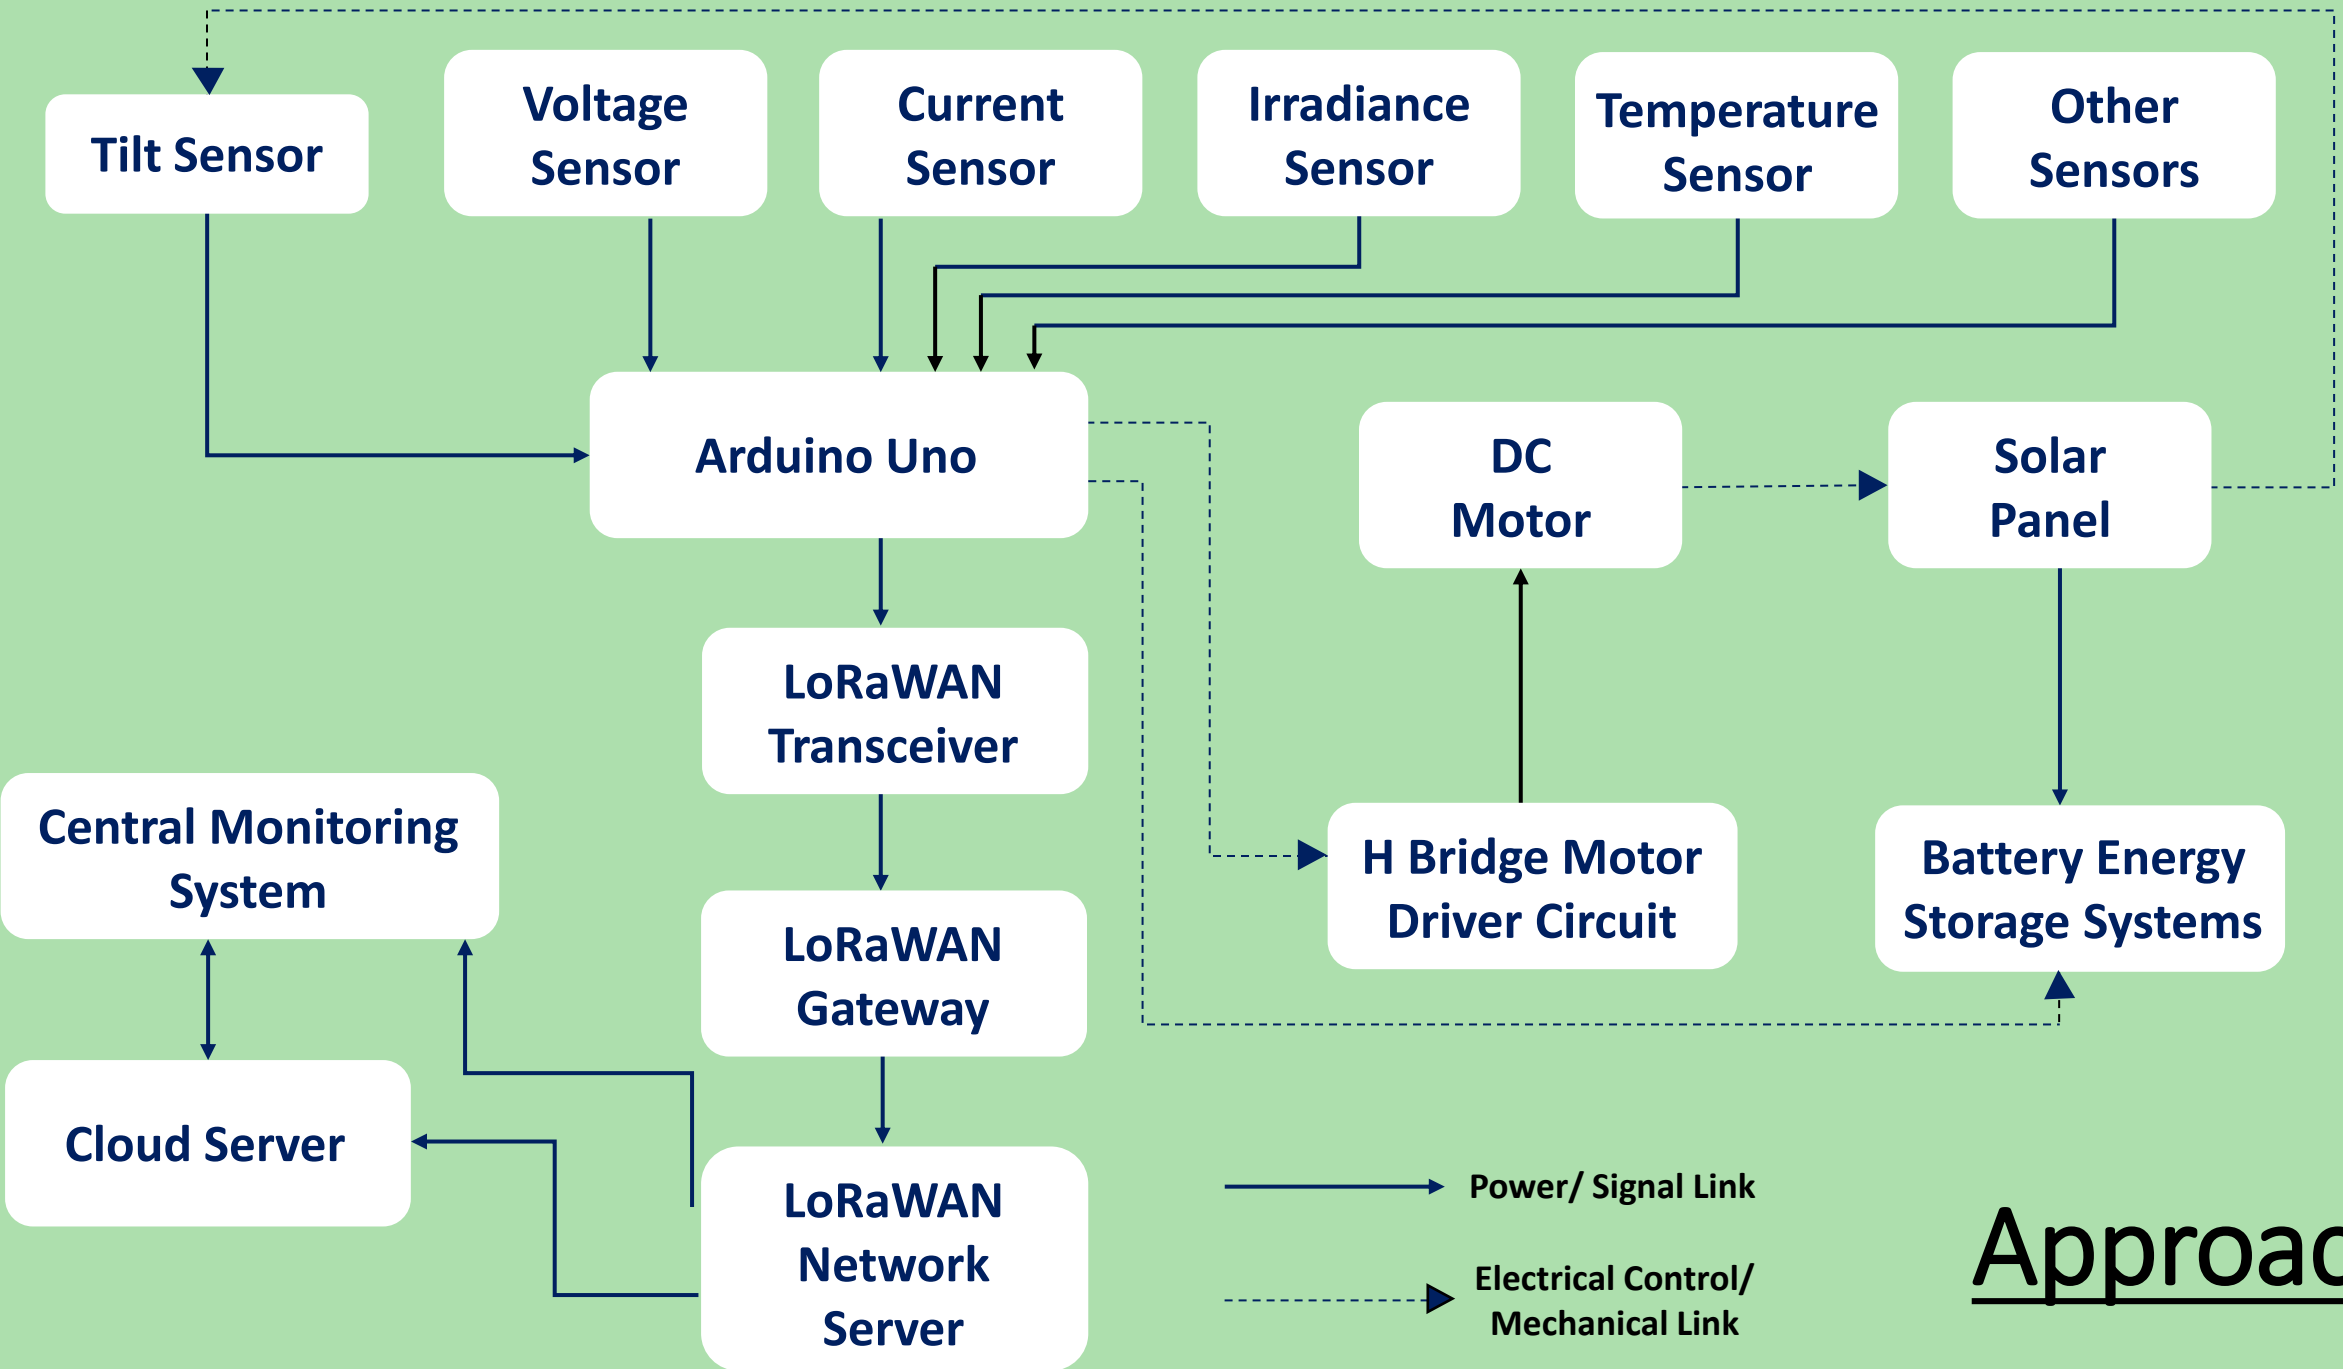 Tilt Sensor
Voltage
Sensor
Current
Sensor
Irradiance
Sensor
Temperature
Sensor
Other
Sensors
Arduino Uno
DC
Motor
Solar
Panel
LoRaWAN
Transceiver
Central Monitoring
System
H Bridge Motor
Driver Circuit
Battery Energy
Storage Systems
LoRaWAN
Gateway
Cloud Server
LoRaWAN
Network
Server
Power/ Signal Link
Electrical Control/
Mechanical Link